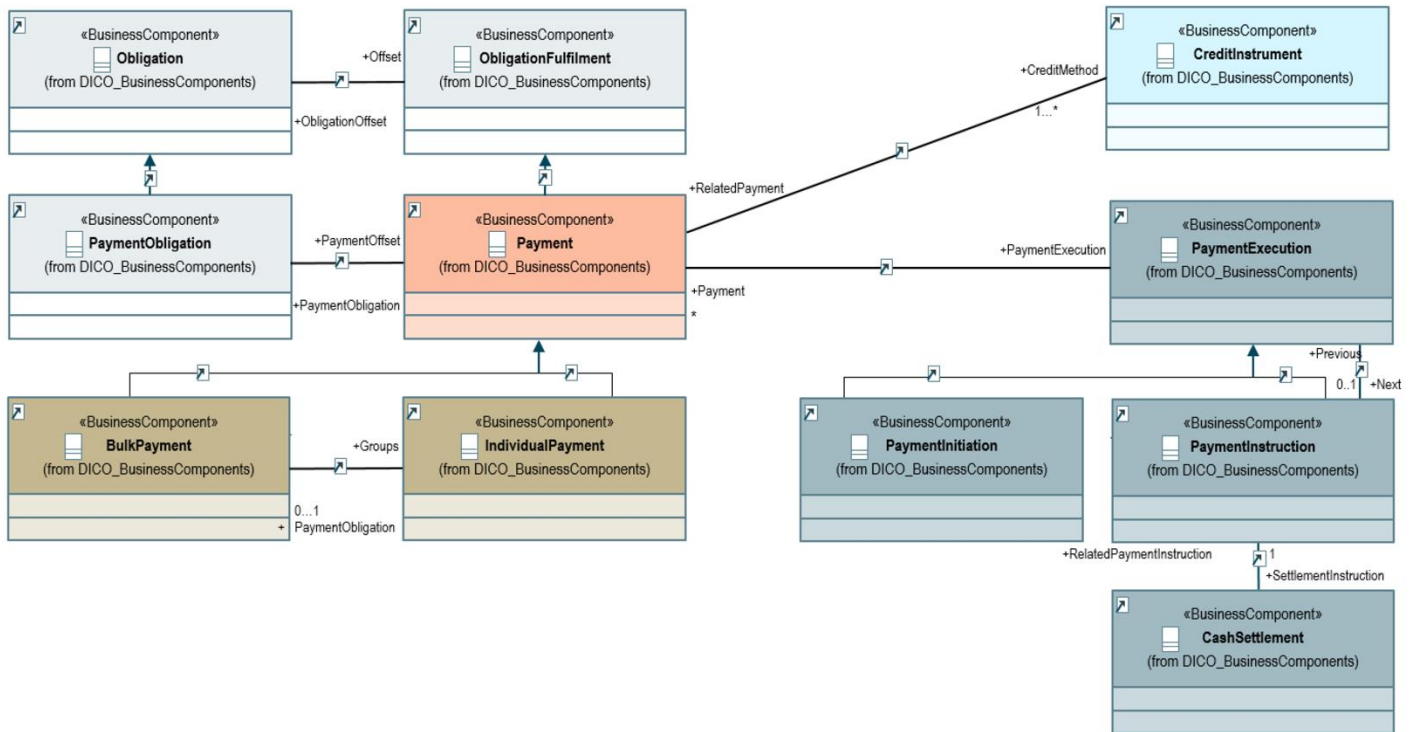 «BusinessComponent»
Obligation
(from DICO_BusinessComponents)
+Offset
+ObligationOffset
«BusinessComponent»
ObligationFulfilment
(from DICO_BusinessComponents)
+CreditMethod
1...*
«BusinessComponent»
CreditInstrument
(from DICO_BusinessComponents)
«BusinessComponent»
PaymentObligation
(from DICO_BusinessComponents)
+PaymentOffset
+PaymentObligation
«BusinessComponent»
Payment
(from DICO_BusinessComponents)
+RelatedPayment
+Payment
*
+PaymentExecution
«BusinessComponent»
PaymentExecution
(from DICO_BusinessComponents)
+Previous
0..1
+Next
«BusinessComponent»
BulkPayment
(from DICO_BusinessComponents)
+Groups
0...1
+ PaymentObligation
«BusinessComponent»
IndividualPayment
(from DICO_BusinessComponents)
«BusinessComponent»
PaymentInitiation
(from DICO_BusinessComponents)
«BusinessComponent»
PaymentInstruction
(from DICO_BusinessComponents)
+RelatedPaymentInstruction
1
+SettlementInstruction
«BusinessComponent»
CashSettlement
(from DICO_BusinessComponents)